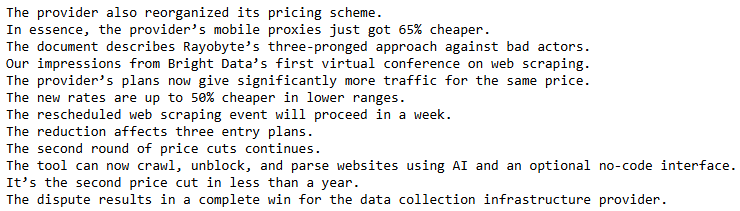 The provider also reorganized its pricing scheme.
In essence, the provider’s mobile proxies just got 65% cheaper.
The document describes Rayobyte’s three-pronged approach against bad actors.
Our impressions from Bright Data’s first virtual conference on web scraping.
The provider’s plans now give significantly more traffic for the same price.
The new rates are up to 50% cheaper in lower ranges.
The rescheduled web scraping event will proceed in a week.
The reduction affects three entry plans.
The second round of price cuts continues.
The tool can now crawl, unblock, and parse websites using AI and an optional no-code interface.
It’s the second price cut in less than a year.
The dispute results in a complete win for the data collection infrastructure provider.